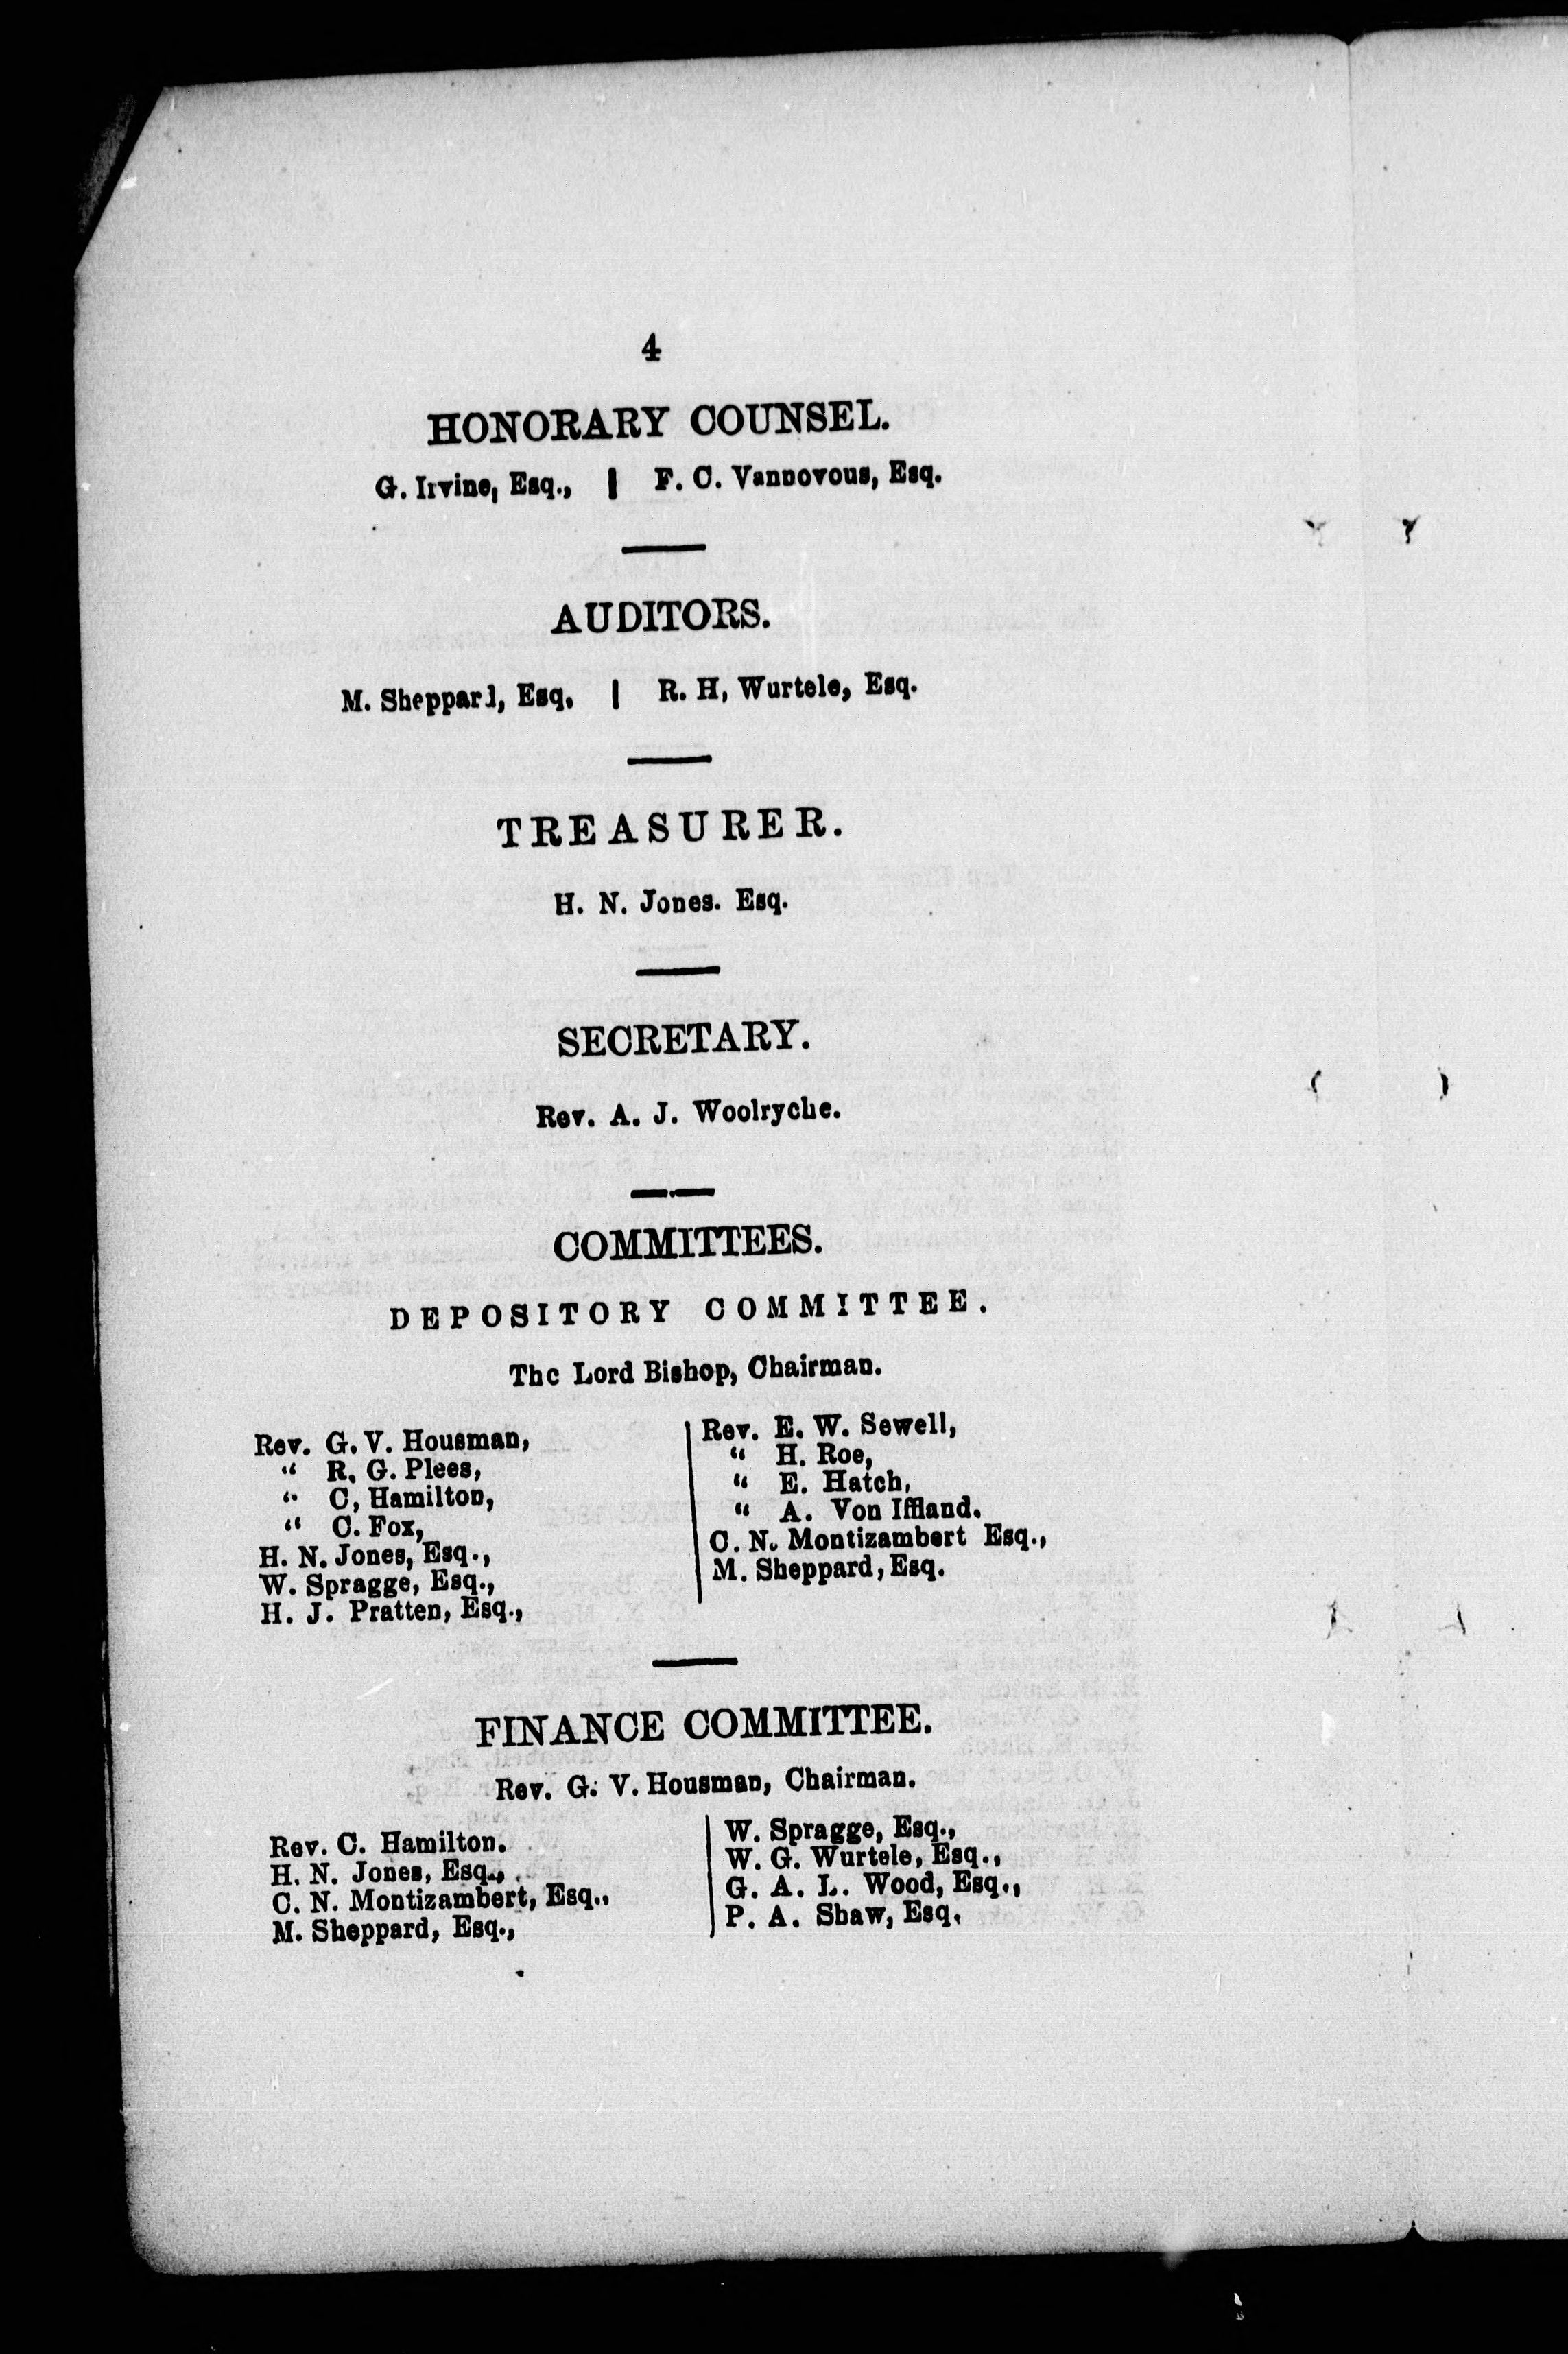 4
HONORARY COUNSEL.
G. Irvine, Esq., | F. C. Vannovous, Esq.
AUDITORS.
M. Sheppard, Esq. | R. H, Wurtele, Esq.
TREASURER.
H. N. Jones. Esq.
SECRETARY.
Rev. A. J. Woolryche.
COMMITTEES.
DEPOSITORY COMMITTEE.
The Lord Bishop, Chairman.
Rev. G. V. Housman,
“ R. G. Plees,
“ C, Hamilton,
“ C. Fox,
H. N. Jones, Esq.,
W. Spragge, Esq.,
H. J. Pratten, Esq.,
Rev. E. W. Sewell,
“ H. Roe,
“ E. Hatch,
“ A. Von Iffland.
C. N. Montizambert Esq.,
M. Sheppard, Esq.
FINANCE COMMITTEE.
Rev. G. V. Housman, Chairman.
Rev. C. Hamilton.
H. N. Jones, Esq.,
C. N. Montizambert, Esq.,
M. Sheppard, Esq.,
W. Spragge, Esq.,
W. G. Wurtele, Esq.,
G. A. L. Wood, Esq.,
P. A. Shaw, Esq.